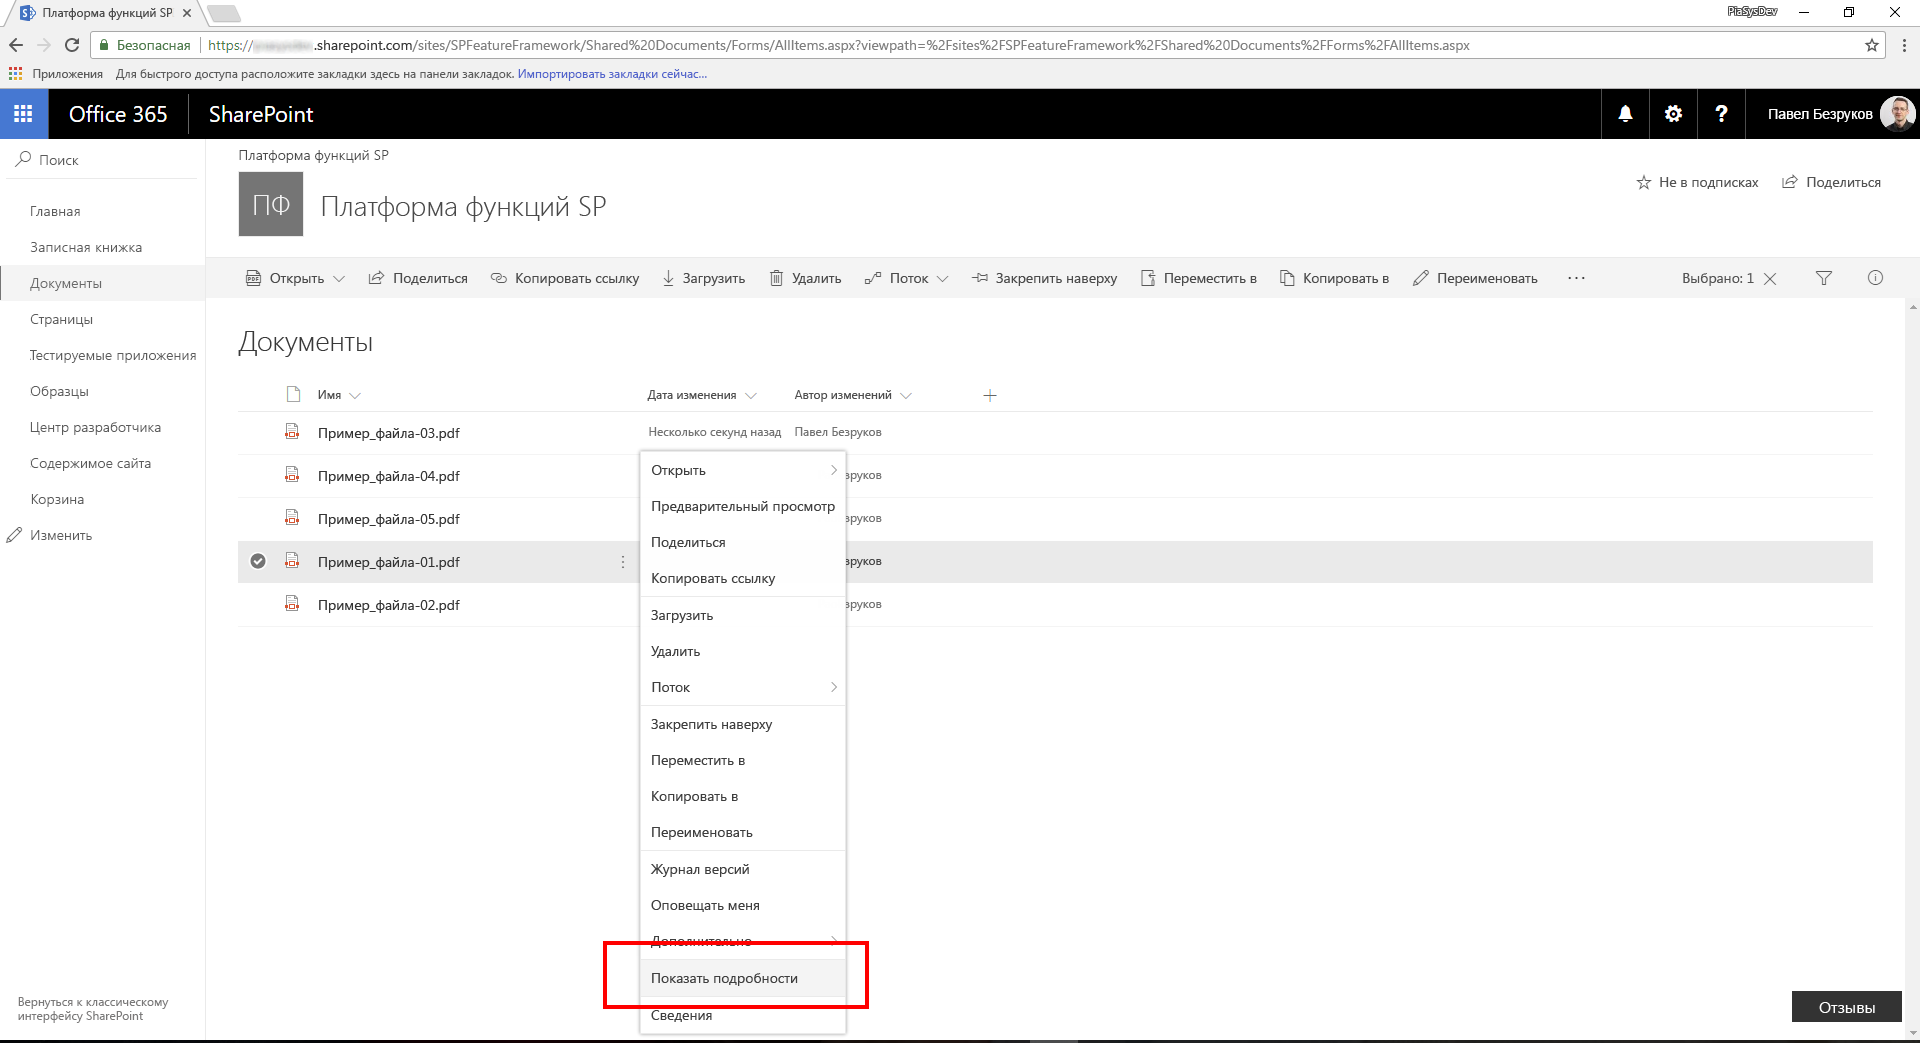 Платформа функций SP
PiaSysDev
Безопасная
https://
.sharepoint.com/sites/SPFeatureFramework/Shared%20Documents/Forms/AllItems.aspx?viewpath=%2Fsites%2FSPFeatureFramework%2FShared%20Documents%2FForms%2FAllItems.aspx
Приложения
Для быстрого доступа расположите закладки здесь на панели закладок. Импортировать закладки сейчас...
Office 365
SharePoint
?
Павел Безруков
Поиск
Главная
Записная книжка
Документы
Страницы
Тестируемые приложения
Образцы
Центр разработчика
Содержимое сайта
Корзина
Изменить
Вернуться к классическому
интерфейсу SharePoint
Платформа функций SP
ПФ
Платформа функций SP
Не в подписках
Поделиться
Открыть
Поделиться
Копировать ссылку
Загрузить
Удалить
Поток
Закрепить наверху
Переместить в
Копировать в
Переименовать
...
Выбрано: 1
Документы
Имя
Дата изменения
Автор изменений
Пример_файла-03.pdf
Несколько секунд назад
Павел Безруков
Пример_файла-04.pdf
зруков
Пример_файла-05.pdf
зруков
Пример_файла-01.pdf
зруков
Пример_файла-02.pdf
зруков
Открыть
Предварительный просмотр
Поделиться
Копировать ссылку
Загрузить
Удалить
Поток
Закрепить наверху
Переместить в
Копировать в
Переименовать
Журнал версий
Оповещать меня
Дополнительно
Показать подробности
Сведения
Отзывы